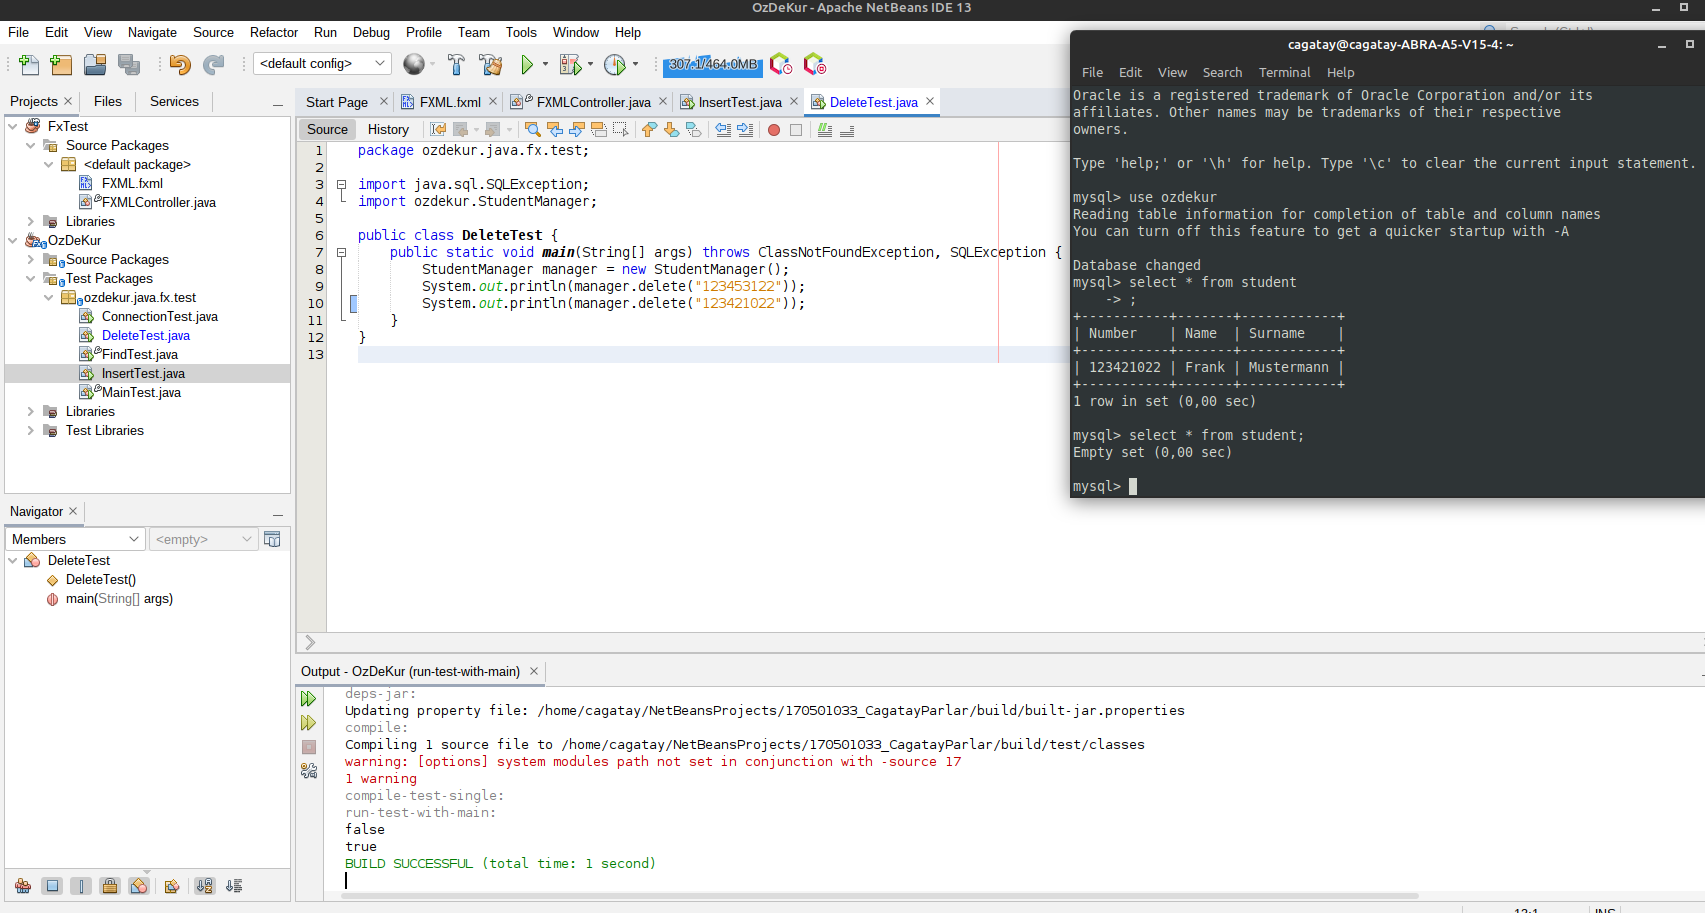 OzDeKur - Apache NetBeans IDE 13
File Edit View Navigate Source Refactor Run Debug Profile Team Tools Window Help
<default config>
307.1/464.0MB
Projects
Files
Services
FxTest
Source Packages
<default package>
FXML.fxml
FXMLController.java
Libraries
OzDeKur
Source Packages
Test Packages
ozdekur.java.fx.test
ConnectionTest.java
DeleteTest.java
FindTest.java
InsertTest.java
MainTest.java
Libraries
Test Libraries
Navigator
Members
<empty>
DeleteTest
DeleteTest()
main(String[] args)
Start Page
FXML.fxml
FXMLController.java
InsertTest.java
DeleteTest.java
Source
History
1 package ozdekur.java.fx.test;
2
3 import java.sql.SQLException;
4 import ozdekur.StudentManager;
5
6 public class DeleteTest {
7 public static void main(String[] args) throws ClassNotFoundException, SQLException {
8 StudentManager manager = new StudentManager();
9 System.out.println(manager.delete("123453122"));
10 System.out.println(manager.delete("123421022"));
11 }
12 }
13
cagatay@cagatay-ABRA-A5-V15-4: ~
File Edit View Search Terminal Help
Oracle is a registered trademark of Oracle Corporation and/or its
affiliates. Other names may be trademarks of their respective
owners.
Type 'help;' or '\h' for help. Type '\c' to clear the current input statement.
mysql> use ozdekur
Reading table information for completion of table and column names
You can turn off this feature to get a quicker startup with -A
Database changed
mysql> select * from student
-> ;
+-----------+-------+------------+
| Number    | Name  | Surname    |
+-----------+-------+------------+
| 123421022 | Frank | Mustermann |
+-----------+-------+------------+
1 row in set (0,00 sec)
mysql> select * from student;
Empty set (0,00 sec)
mysql>
Output - OzDeKur (run-test-with-main)
deps-jar:
Updating property file: /home/cagatay/NetBeansProjects/170501033_CagatayParlar/build/built-jar.properties
compile:
Compiling 1 source file to /home/cagatay/NetBeansProjects/170501033_CagatayParlar/build/test/classes
warning: [options] system modules path not set in conjunction with -source 17
1 warning
compile-test-single:
run-test-with-main:
false
true
BUILD SUCCESSFUL (total time: 1 second)
13:1
INS